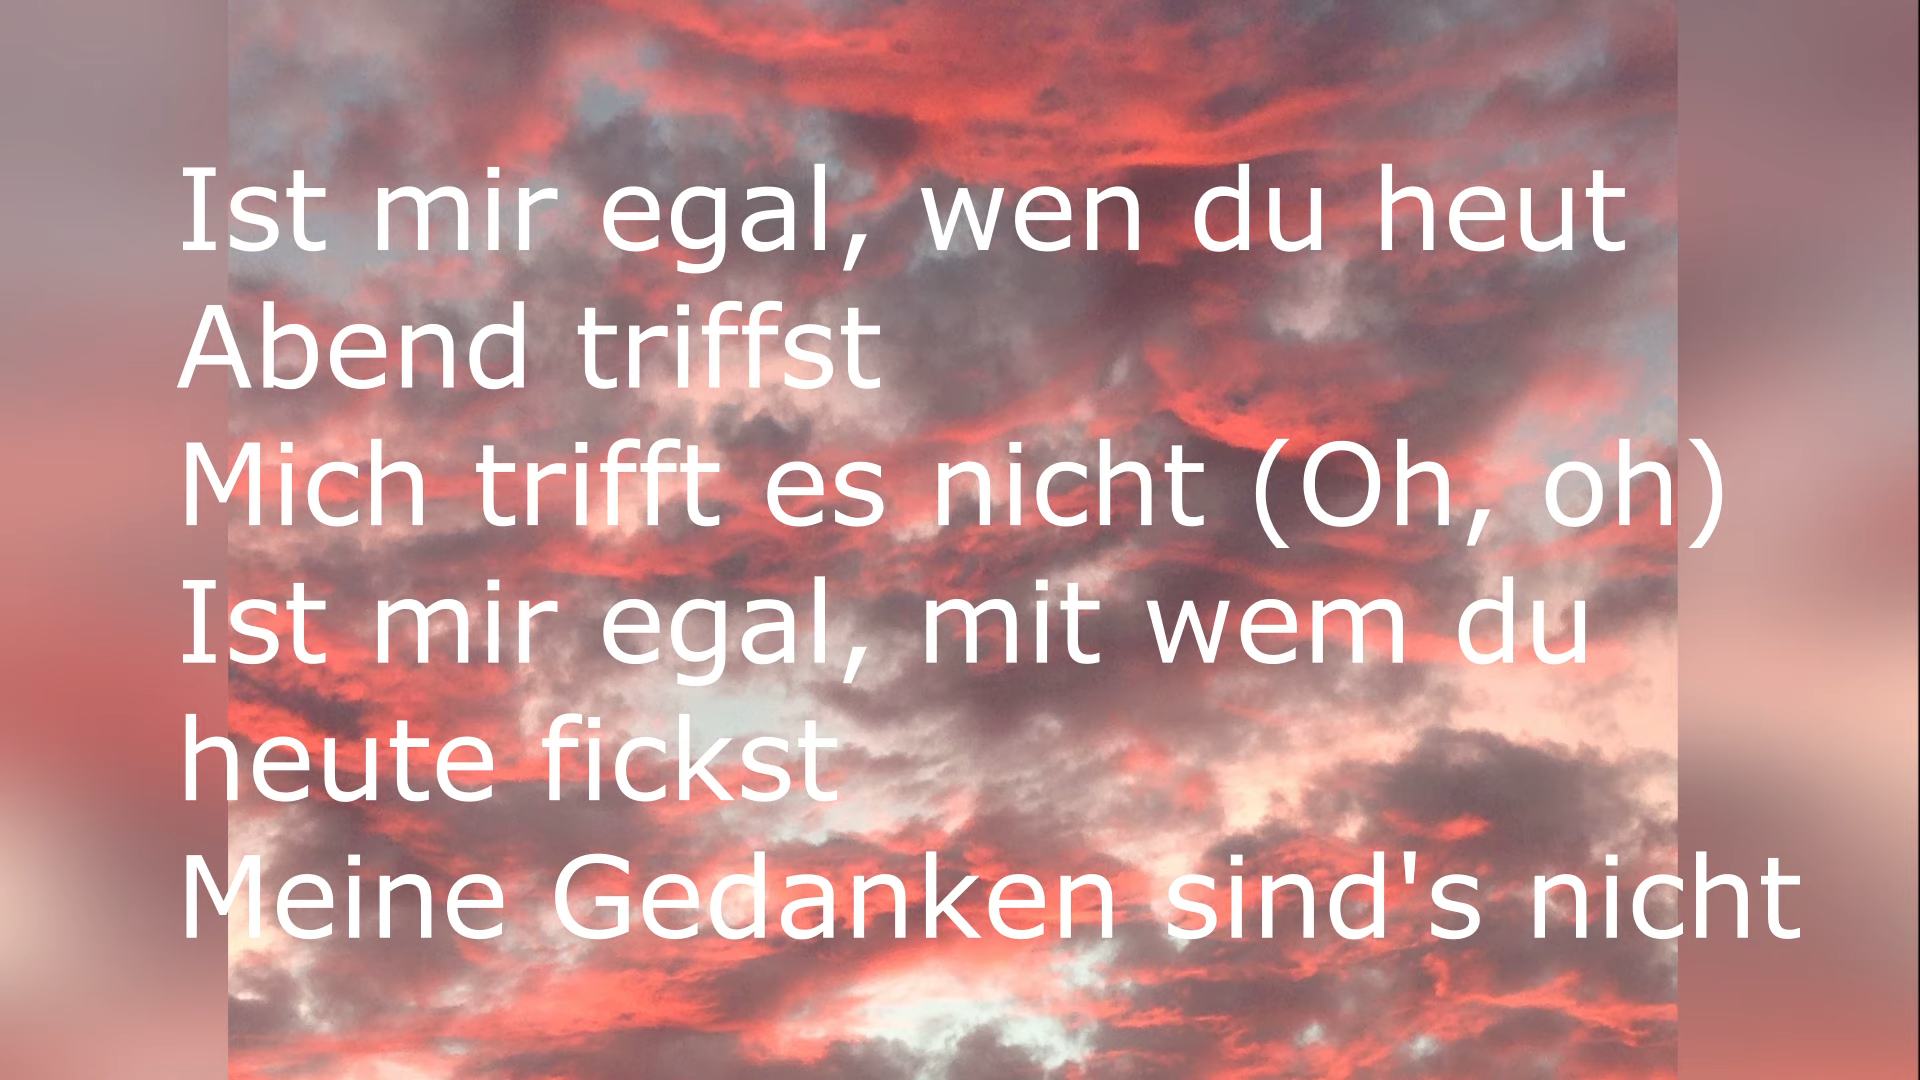 Ist mir egal, wen du heut
Abend triffst
Mich trifft es nicht (Oh, oh)
Ist mir egal, mit wem du
heute fickst
Meine Gedanken sind's nicht